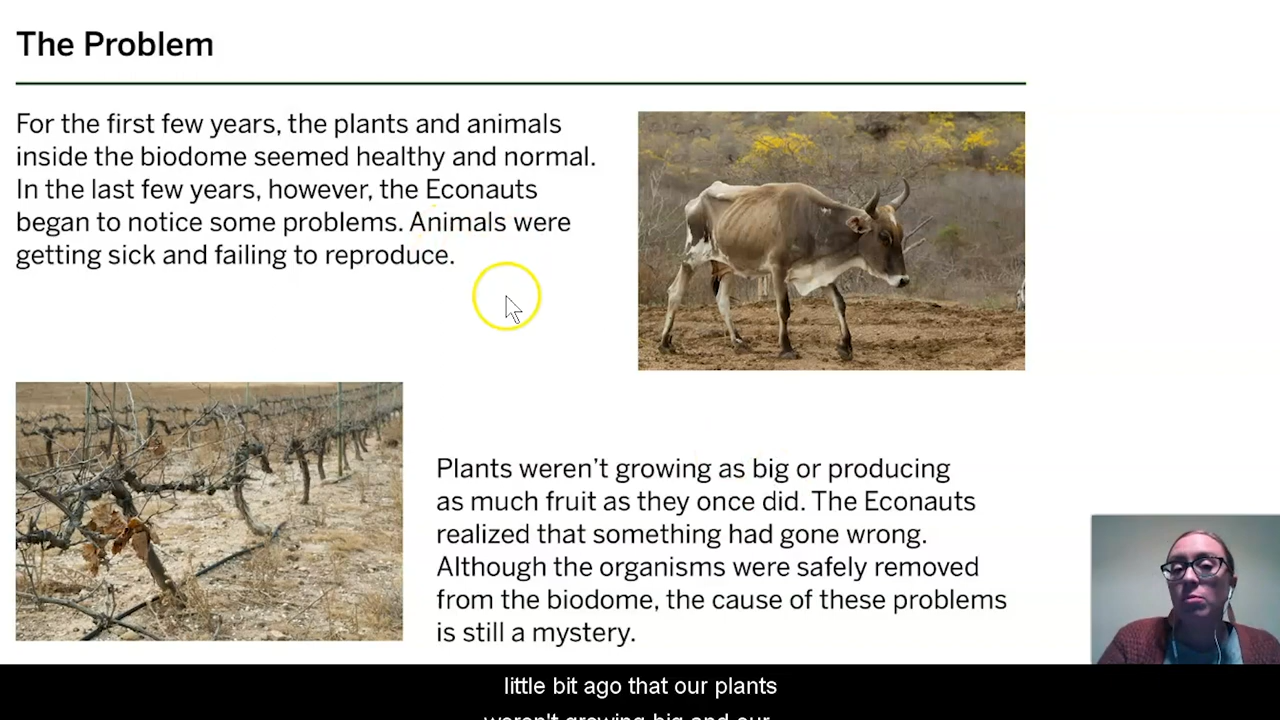 The Problem
For the first few years, the plants and animals
inside the biodome seemed healthy and normal.
In the last few years, however, the Econauts
began to notice some problems. Animals were
getting sick and failing to reproduce.
Plants weren't growing as big or producing
as much fruit as they once did. The Econauts
realized that something had gone wrong.
Although the organisms were safely removed
from the biodome, the cause of these problems
is still a mystery.
little bit ago that our plants
weren't growing big and our